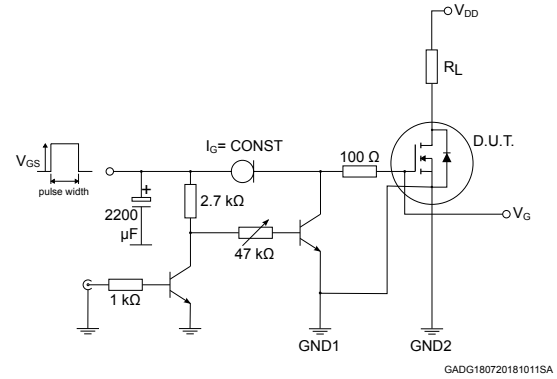 VDD
RL
IG= CONST
100 Ω
D.U.T.
VGS
pulse width
+
2200
μF
2.7 kΩ
VG
47 kΩ
1 kΩ
GND1
GND2
GADG180720181011SA